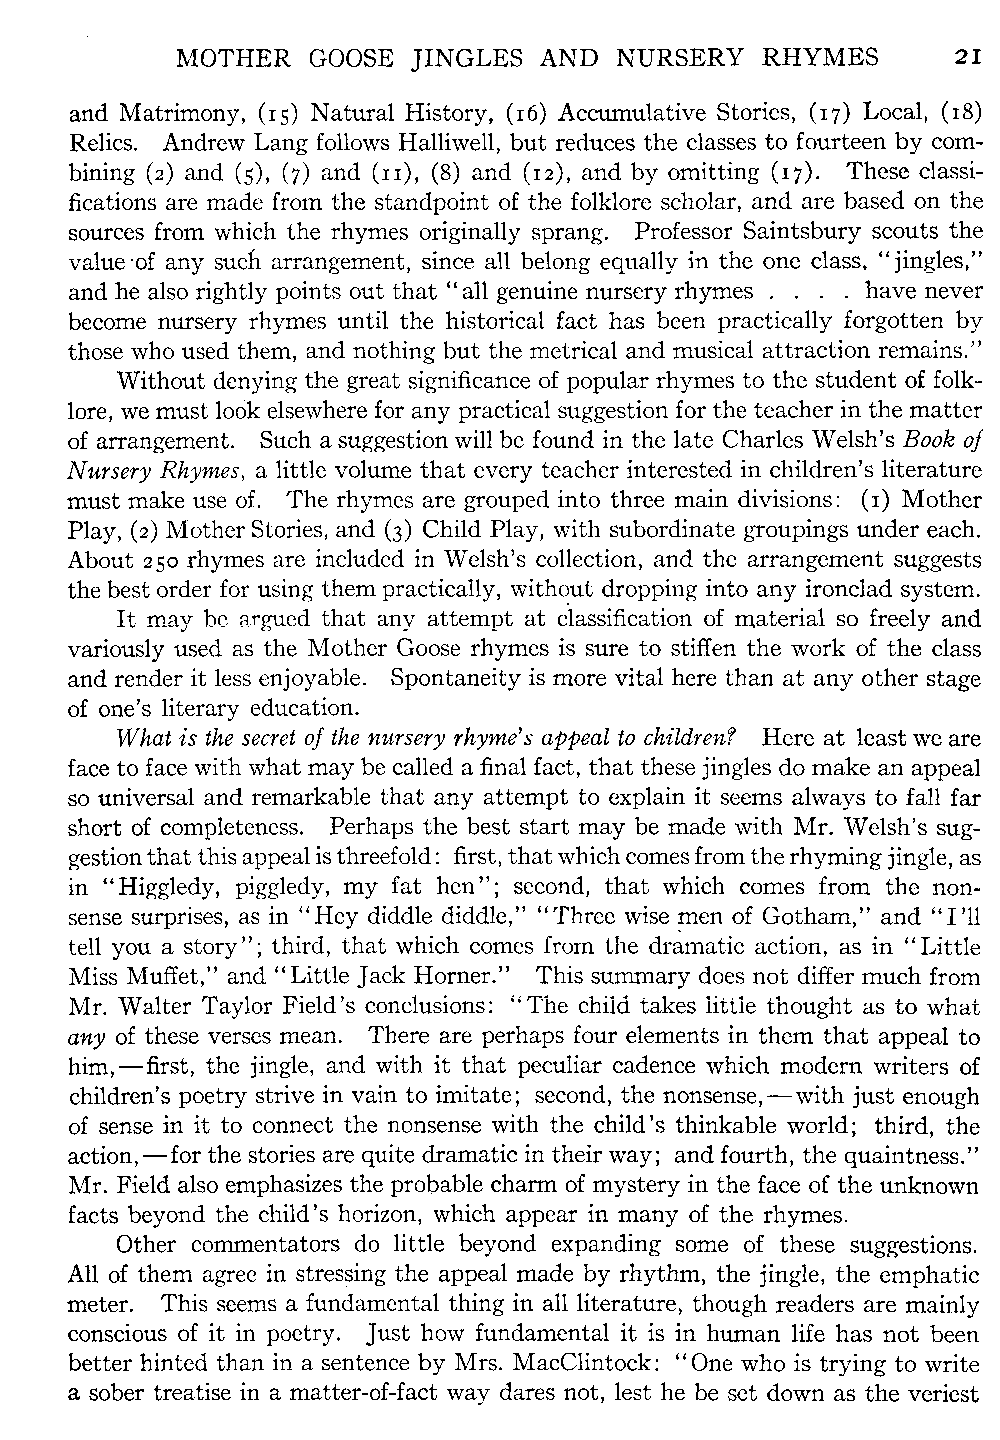 MOTHER GOOSE JINGLES AND NURSERY RHYMES 21
and Matrimony, (15) Natural History, (16) Accumulative Stories, (17) Local, (18)
Relics. Andrew Lang follows Halliwell, but reduces the classes to fourteen by com-
bining (2) and (5), (7) and (11), (8) and (12), and by omitting (17). These classi-
fications are made from the standpoint of the folklore scholar, and are based on the
sources from which the rhymes originally sprang. Professor Saintsbury scouts the
value of any such arrangement, since all belong equally in the one class, "jingles,"
and he also rightly points out that "all genuine nursery rhymes . . . . have never
become nursery rhymes until the historical fact has been practically forgotten by
those who used them, and nothing but the metrical and musical attraction remains."
Without denying the great significance of popular rhymes to the student of folk-
lore, we must look elsewhere for any practical suggestion for the teacher in the matter
of arrangement. Such a suggestion will be found in the late Charles Welsh's Book of
Nursery Rhymes, a little volume that every teacher interested in children's literature
must make use of. The rhymes are grouped into three main divisions: (1) Mother
Play, (2) Mother Stories, and (3) Child Play, with subordinate groupings under each.
About 250 rhymes are included in Welsh's collection, and the arrangement suggests
the best order for using them practically, without dropping into any ironclad system.
It may be argued that any attempt at classification of material so freely and
variously used as the Mother Goose rhymes is sure to stiffen the work of the class
and render it less enjoyable. Spontaneity is more vital here than at any other stage
of one's literary education.
What is the secret of the nursery rhyme's appeal to children? Here at least we are
face to face with what may be called a final fact, that these jingles do make an appeal
so universal and remarkable that any attempt to explain it seems always to fall far
short of completeness. Perhaps the best start may be made with Mr. Welsh's sug-
gestion that this appeal is threefold: first, that which comes from the rhyming jingle, as
in "Higgledy, piggledy, my fat hen"; second, that which comes from the non-
sense surprises, as in "Hey diddle diddle," "Three wise men of Gotham," and "I'll
tell you a story"; third, that which comes from the dramatic action, as in "Little
Miss Muffet," and "Little Jack Horner." This summary does not differ much from
Mr. Walter Taylor Field's conclusions: "The child takes little thought as to what
any of these verses mean. There are perhaps four elements in them that appeal to
him,—first, the jingle, and with it that peculiar cadence which modern writers of
children's poetry strive in vain to imitate; second, the nonsense,—with just enough
of sense in it to connect the nonsense with the child's thinkable world; third, the
action,—for the stories are quite dramatic in their way; and fourth, the quaintness."
Mr. Field also emphasizes the probable charm of mystery in the face of the unknown
facts beyond the child's horizon, which appear in many of the rhymes.
Other commentators do little beyond expanding some of these suggestions.
All of them agree in stressing the appeal made by rhythm, the jingle, the emphatic
meter. This seems a fundamental thing in all literature, though readers are mainly
conscious of it in poetry. Just how fundamental it is in human life has not been
better hinted than in a sentence by Mrs. MacClintock: "One who is trying to write
a sober treatise in a matter-of-fact way dares not, lest he be set down as the veriest